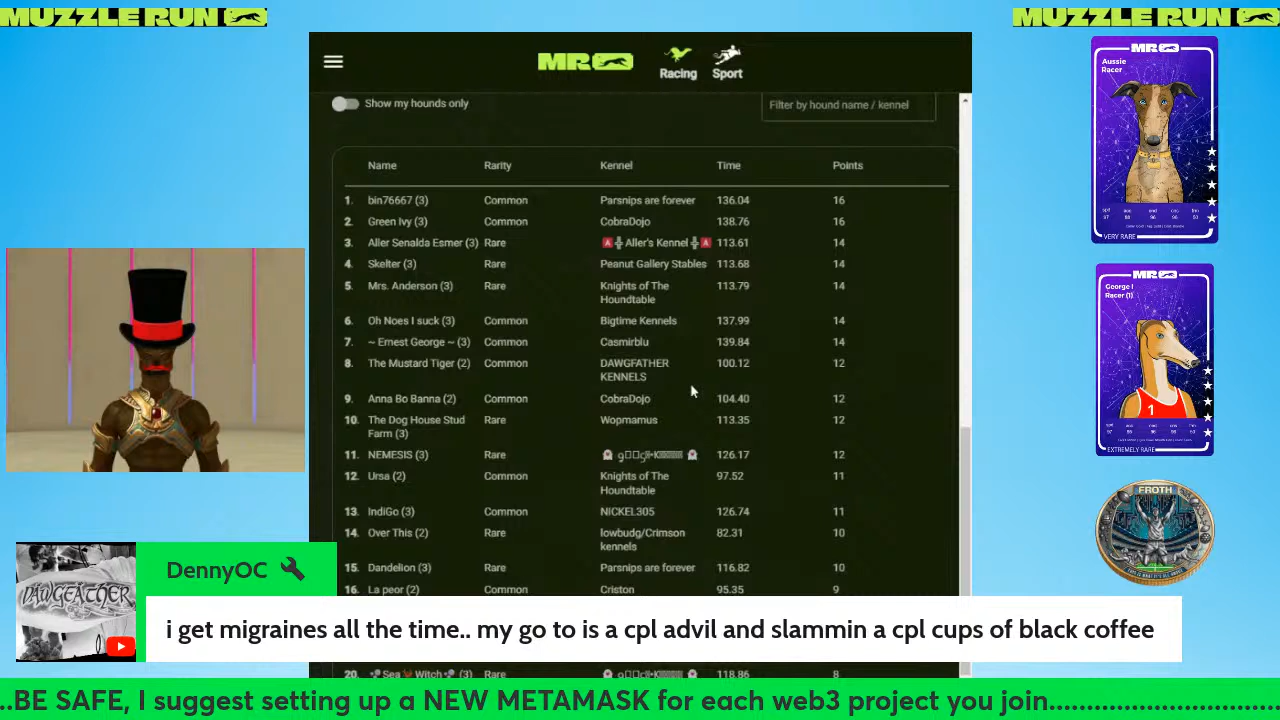 MUZZLE RUN
MUZZLE RUN
MR
Racing
Sport
Show my hounds only
Filter by hound name / kennel
Name Rarity Kennel Time Points
1. bin76667 (3) Common Parsnips are forever 136.04 16
2. Green Ivy (3) Common CobraDojo 138.76 16
3. Aller Senalda Esmer (3) Rare 🅰╬ Aller's Kennel ╬🅰 113.61 14
4. Skelter (3) Rare Peanut Gallery Stables 113.68 14
5. Mrs. Anderson (3) Rare Knights of The 113.79 14
Houndtable
6. Oh Noes I suck (3) Common Bigtime Kennels 137.99 14
7. ~ Ernest George ~ (3) Common Casmirblu 139.84 14
8. The Mustard Tiger (2) Common DAWGFATHER 100.12 12
KENNELS
9. Anna Bo Banna (2) Common CobraDojo 104.40 12
10. The Dog House Stud Rare Wopmamus 113.35 12
Farm (3)
11. NEMESIS (3) Rare 126.17 12
12. Ursa (2) Common Knights of The 97.52 11
Houndtable
13. IndiGo (3) Common NICKEL305 126.74 11
14. Over This (2) Rare lowbudg/Crimson 82.31 10
kennels
15. Dandelion (3) Rare Parsnips are forever 116.82 10
16. La peor (2) Common Criston 95.35 9
20. Sea Witch (3) Rare 118.86 8
MR
Aussie
Racer
VERY RARE
MR
George I
Racer (1)
1
EXTREMELY RARE
FROTH
DAWGFATHER
DennyOC
i get migraines all the time.. my go to is a cpl advil and slammin a cpl cups of black coffee
..BE SAFE, I suggest setting up a NEW METAMASK for each web3 project you join............................